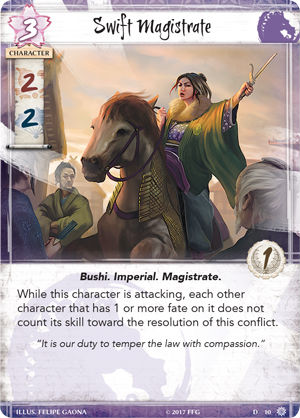 3
Swift Magistrate
CHARACTER
2
2
1
Bushi. Imperial. Magistrate.
While this character is attacking, each other
character that has 1 or more fate on it does not
count its skill toward the resolution of this conflict.
"It is our duty to temper the law with compassion."
ILLUS. FELIPE GAONA
© 2017 FFG
D 10